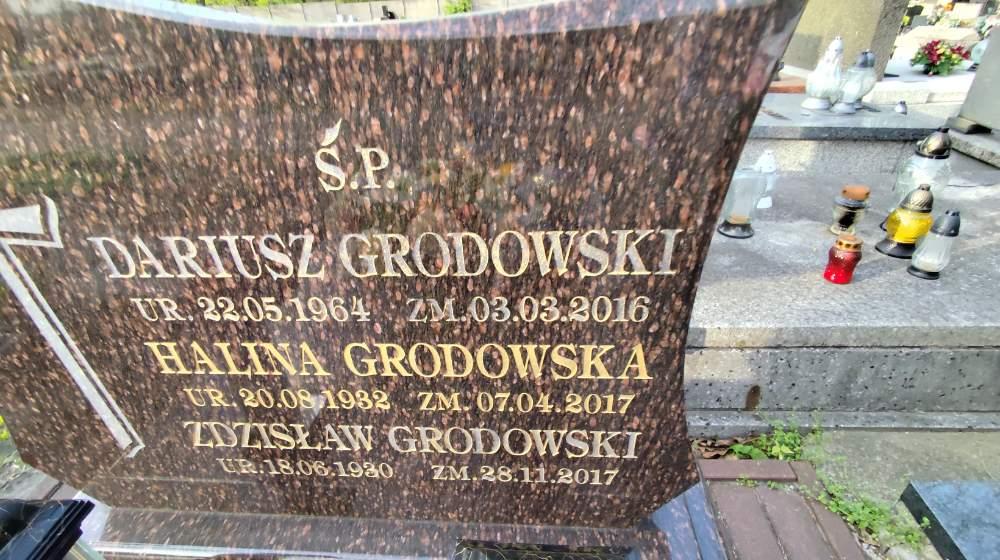 Ś.P.
DARIUSZ GRODOWSKI
UR. 22.05.1964 ZM. 03.03.2016
HALINA GRODOWSKA
UR. 20.08.1932 ZM. 07.04.2017
ZDZISŁAW GRODOWSKI
UR. 18.06.1930 ZM. 28.11.2017